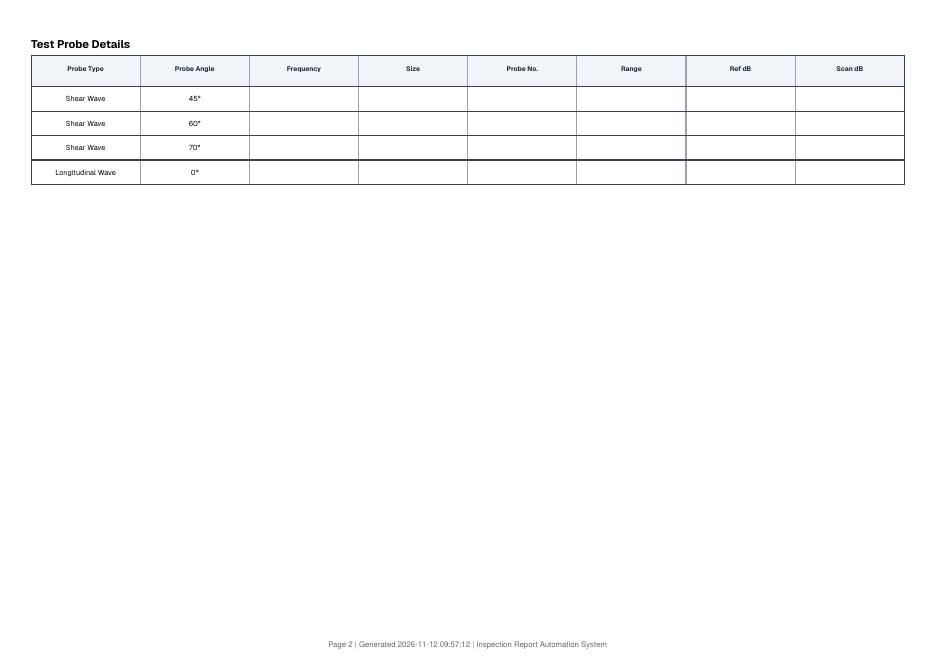 Test Probe Details
Probe Type Probe Angle Frequency Size Probe No. Range Ref dB Scan dB
Shear Wave 45°
Shear Wave 60°
Shear Wave 70°
Longitudinal Wave 0°
Page 2 | Generated 2026-11-12 09:57:12 | Inspection Report Automation System